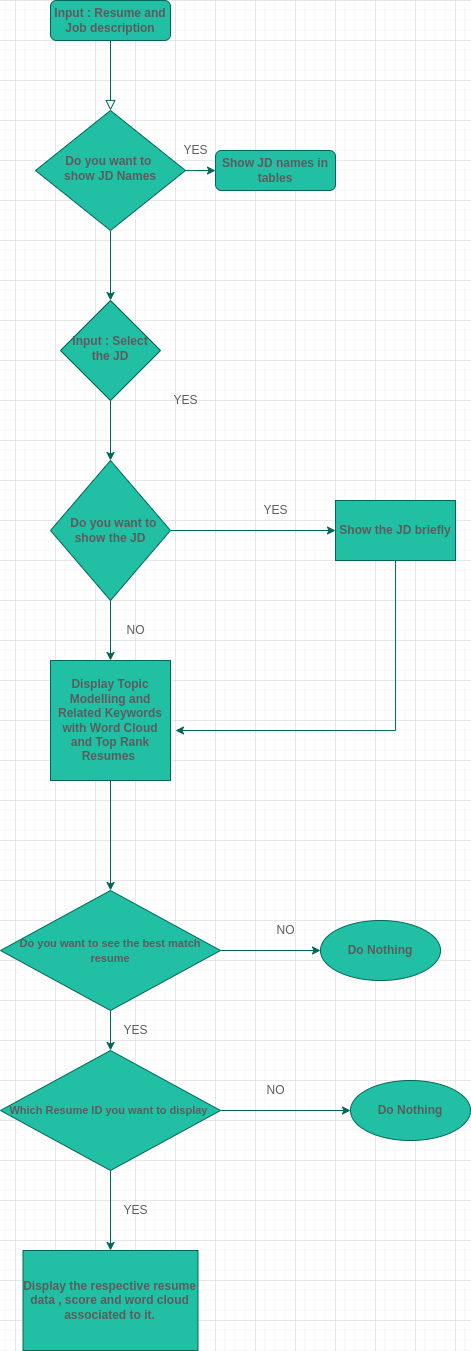 Input : Resume and
Job description
Do you want to
show JD Names
YES
Show JD names in
tables
Input : Select
the JD
YES
Do you want to
show the JD
YES
Show the JD briefly
NO
Display Topic
Modelling and
Related Keywords
with Word Cloud
and Top Rank
Resumes
Do you want to see the best match
resume
NO
Do Nothing
YES
Which Resume ID you want to display
NO
Do Nothing
YES
Display the respective resume
data , score and word cloud
associated to it.